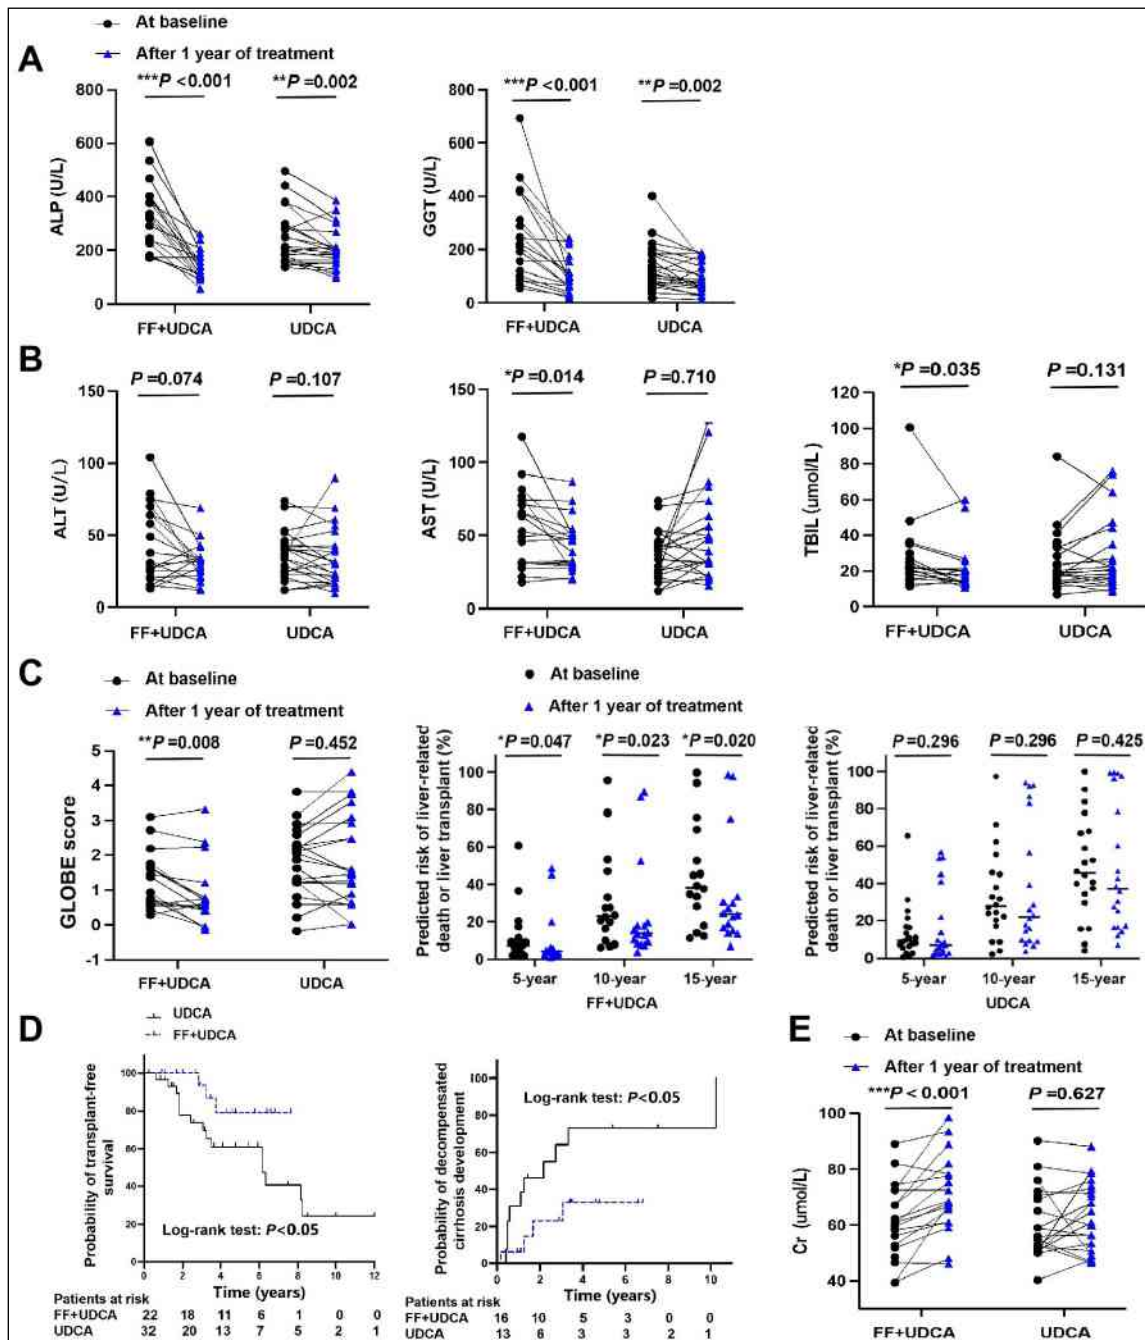 At baseline
After 1 year of treatment
A
***P <0.001
**P =0.002
***P <0.001
**P =0.002
800
600
400
200
0
ALP (U/L)
FF+UDCA
UDCA
800
600
400
200
0
GGT (U/L)
FF+UDCA
UDCA
B
P =0.074
P =0.107
*P =0.014
P =0.710
*P =0.035
P =0.131
150
100
50
0
ALT (U/L)
FF+UDCA
UDCA
150
100
50
0
AST (U/L)
FF+UDCA
UDCA
120
100
80
60
40
20
0
TBIL (umol/L)
FF+UDCA
UDCA
C
At baseline
After 1 year of treatment
**P=0.008
P =0.452
5
4
3
2
1
0
-1
GLOBE score
FF+UDCA
UDCA
At baseline
After 1 year of treatment
*P=0.047
*P=0.023
*P=0.020
Predicted risk of liver-related
death or liver transplant (%)
100
80
60
40
20
0
5-year
10-year
15-year
FF+UDCA
P=0.296
P =0.296
P =0.425
Predicted risk of liver-related
death or liver transplant (%)
100
80
60
40
20
0
5-year
10-year
15-year
UDCA
D
UDCA
FF+UDCA
Probability of transplant-free
survival
100
80
60
40
20
0
Log-rank test: P<0.05
0 2 4 6 8 10 12
Time (years)
Patients at risk
FF+UDCA 22 18 11 6 1 0 0
UDCA 32 20 13 7 5 2 1
Probability of decompensated
cirrhosis development
100
80
60
40
20
0
Log-rank test: P<0.05
0 2 4 6 8 10
Time (years)
Patients at risk
FF+UDCA 16 10 5 3 0 0
UDCA 13 6 3 3 2 1
E
At baseline
After 1 year of treatment
***P< 0.001
P =0.627
100
80
60
40
Cr (umol/L)
FF+UDCA
UDCA